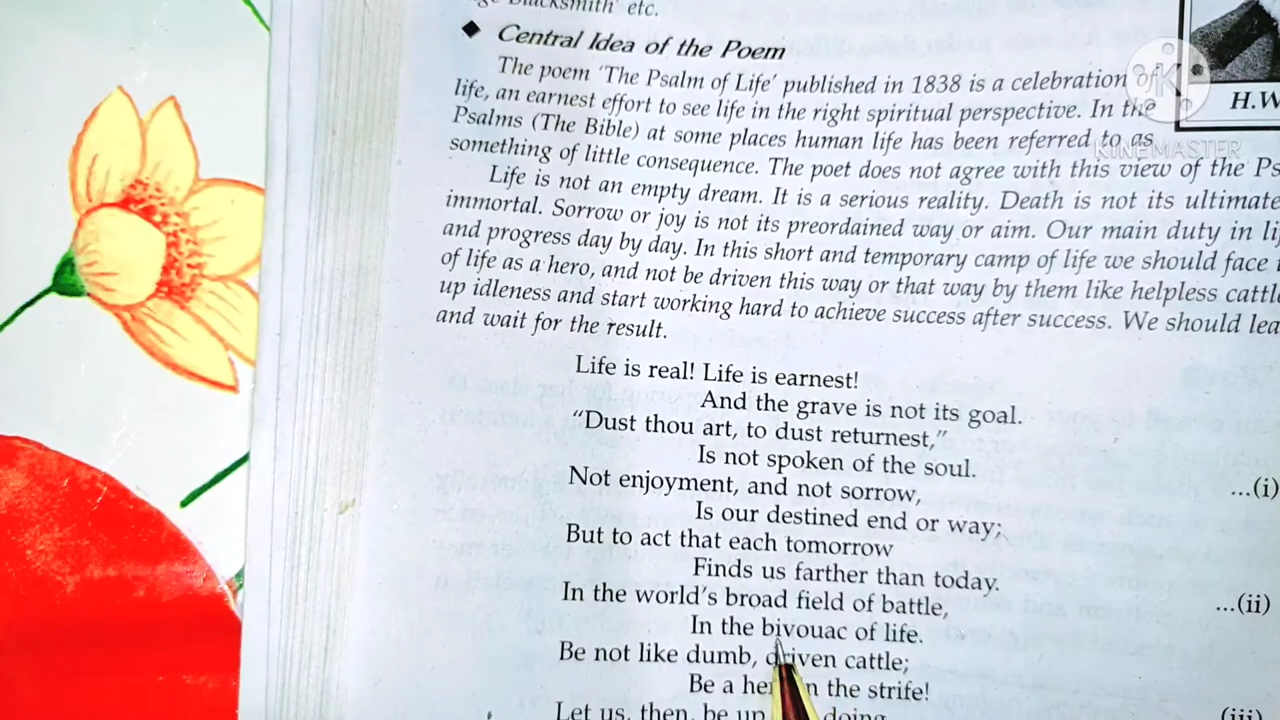 Blacksmith' etc.
◆ Central Idea of the Poem
The poem 'The Psalm of Life' published in 1838 is a celebration of
life, an earnest effort to see life in the right spiritual perspective. In the
Psalms (The Bible) at some places human life has been referred to as
something of little consequence. The poet does not agree with this view of the
Life is not an empty dream. It is a serious reality. Death is not its ultimate
immortal. Sorrow or joy is not its preordained way or aim. Our main duty in
and progress day by day. In this short and temporary camp of life we should face
of life as a hero, and not be driven this way or that way by them like helpless
up idleness and start working hard to achieve success after success. We should
and wait for the result.
H.W
KINEMASTER
Life is real! Life is earnest!
And the grave is not its goal.
"Dust thou art, to dust returnest,"
Is not spoken of the soul. ...(i)
Not enjoyment, and not sorrow,
Is our destined end or way;
But to act that each tomorrow
Finds us farther than today. ...(ii)
In the world's broad field of battle,
In the bivouac of life.
Be not like dumb, driven cattle;
Be a in the strife!
Let us, then, be up doing ...(iii)